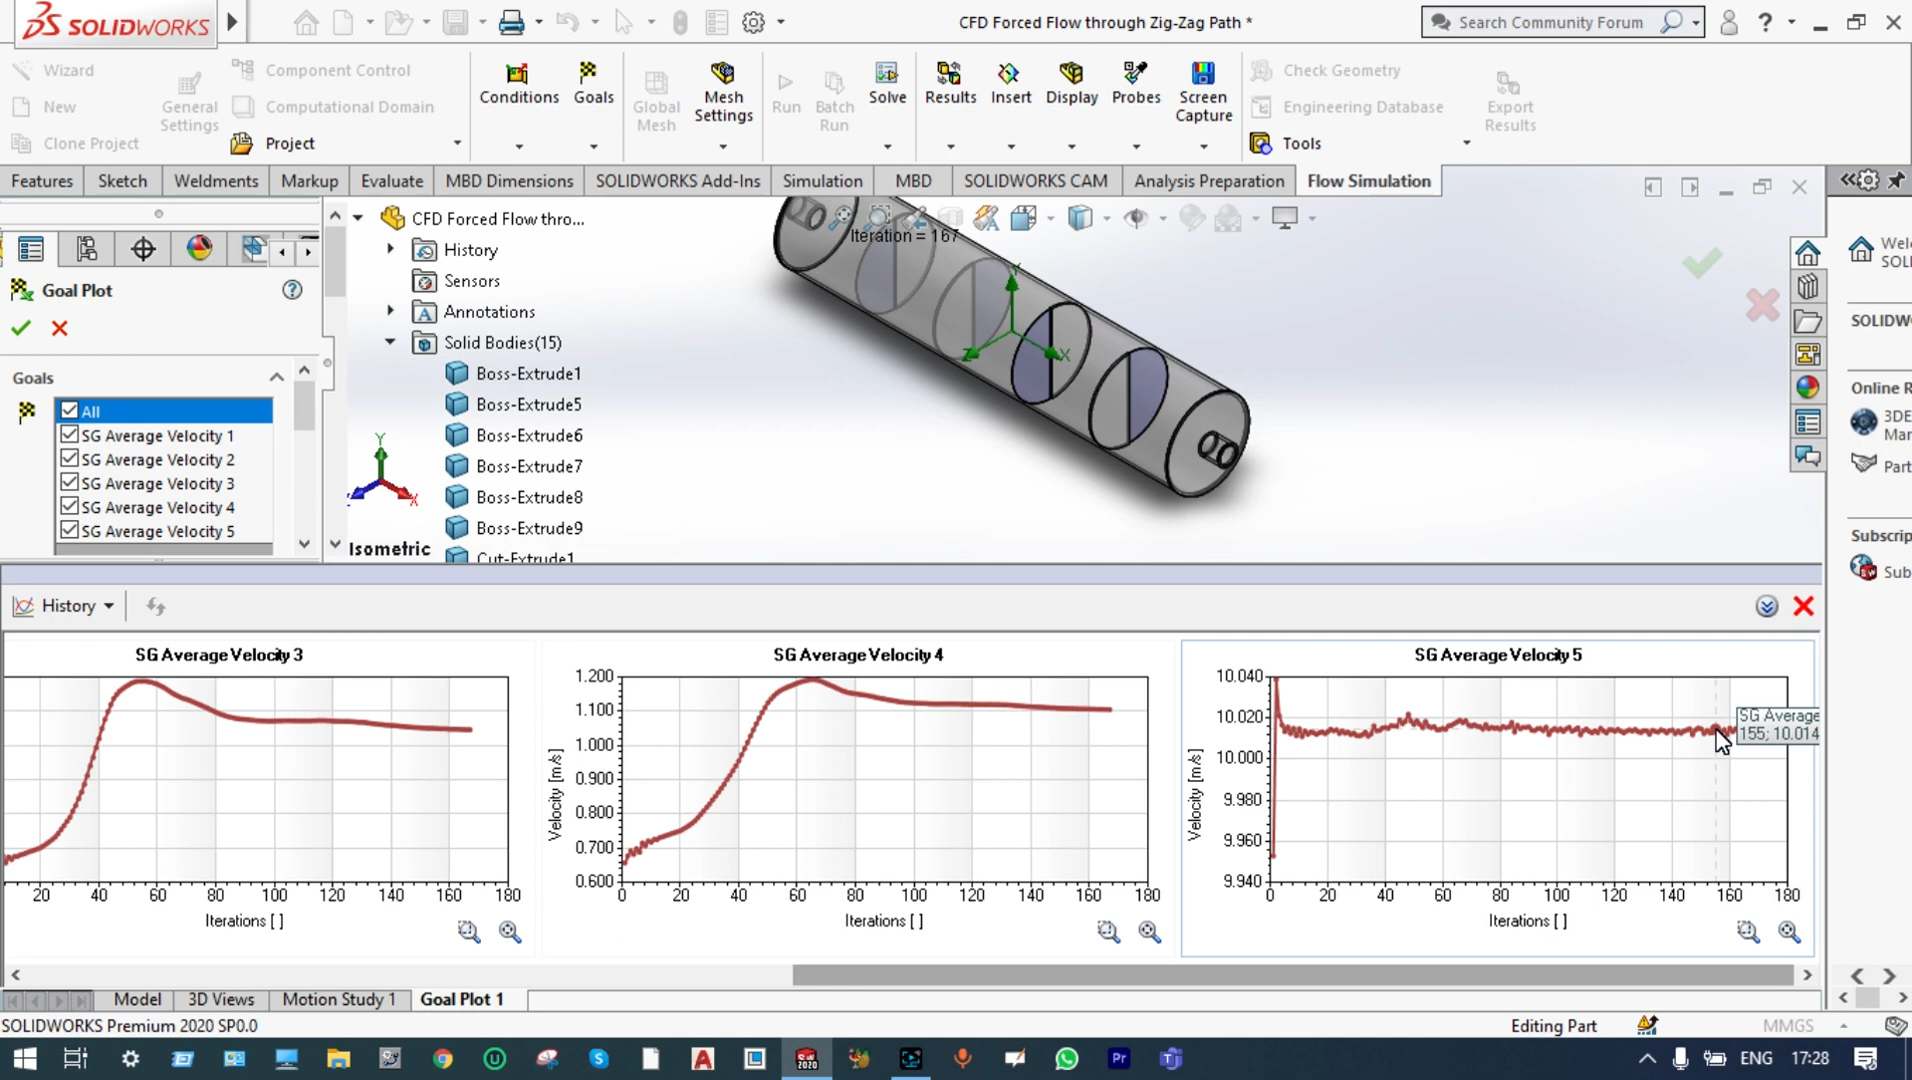 SOLIDWORKS
CFD Forced Flow through Zig-Zag Path *
Search Community Forum
Wizard
New
Clone Project
General Settings
Component Control
Computational Domain
Project
Conditions
Goals
Global Mesh
Mesh Settings
Run
Batch Run
Solve
Results
Insert
Display
Probes
Screen Capture
Check Geometry
Engineering Database
Tools
Export Results
Features
Sketch
Weldments
Markup
Evaluate
MBD Dimensions
SOLIDWORKS Add-Ins
Simulation
MBD
SOLIDWORKS CAM
Analysis Preparation
Flow Simulation
Goal Plot
Goals
All
SG Average Velocity 1
SG Average Velocity 2
SG Average Velocity 3
SG Average Velocity 4
SG Average Velocity 5
CFD Forced Flow thro...
History
Sensors
Annotations
Solid Bodies(15)
Boss-Extrude1
Boss-Extrude5
Boss-Extrude6
Boss-Extrude7
Boss-Extrude8
Boss-Extrude9
Cut-Extrude1
Iteration = 167
Y
X
Z
Y
X
Isometric
Wel
SOLI
SOLIDW
Online R
3DE
Mar
Part
Subscrip
Sub
History
SG Average Velocity 3
20 40 60 80 100 120 140 160 180
Iterations [ ]
SG Average Velocity 4
1.200
1.100
1.000
0.900
0.800
0.700
0.600
Velocity [m/s]
0 20 40 60 80 100 120 140 160 180
Iterations [ ]
SG Average Velocity 5
10.040
10.020
10.000
9.980
9.960
9.940
Velocity [m/s]
SG Average
155; 10.014
0 20 40 60 80 100 120 140 160 180
Iterations [ ]
Model
3D Views
Motion Study 1
Goal Plot 1
SOLIDWORKS Premium 2020 SP0.0
Editing Part
MMGS
ENG
17:28